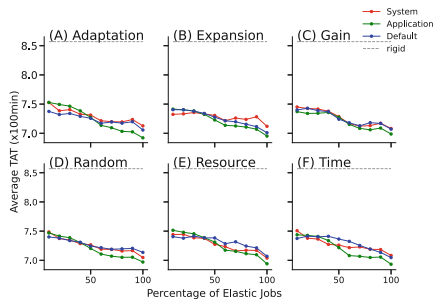 System
Application
Default
rigid
(A) Adaptation
(B) Expansion
(C) Gain
8.5
8.0
7.5
7.0
(D) Random
(E) Resource
(F) Time
8.5
8.0
7.5
7.0
50
100
50
100
50
100
Average TAT (x100min)
Percentage of Elastic Jobs